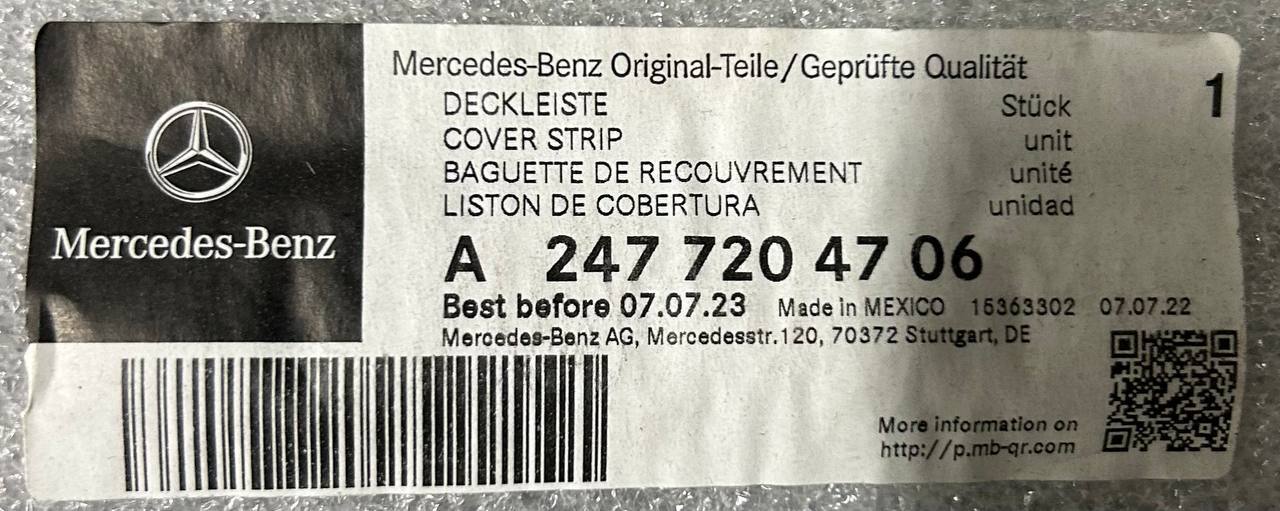 Mercedes-Benz
Mercedes-Benz Original-Teile/Geprüfte Qualität
1
DECKLEISTE Stück
COVER STRIP unit
BAGUETTE DE RECOUVREMENT unité
LISTON DE COBERTURA unidad
A 247 720 47 06
Best before 07.07.23 Made in MEXICO 15363302 07.07.22
Mercedes-Benz AG, Mercedesstr.120, 70372 Stuttgart, DE
More information on
http://p.mb-qr.com